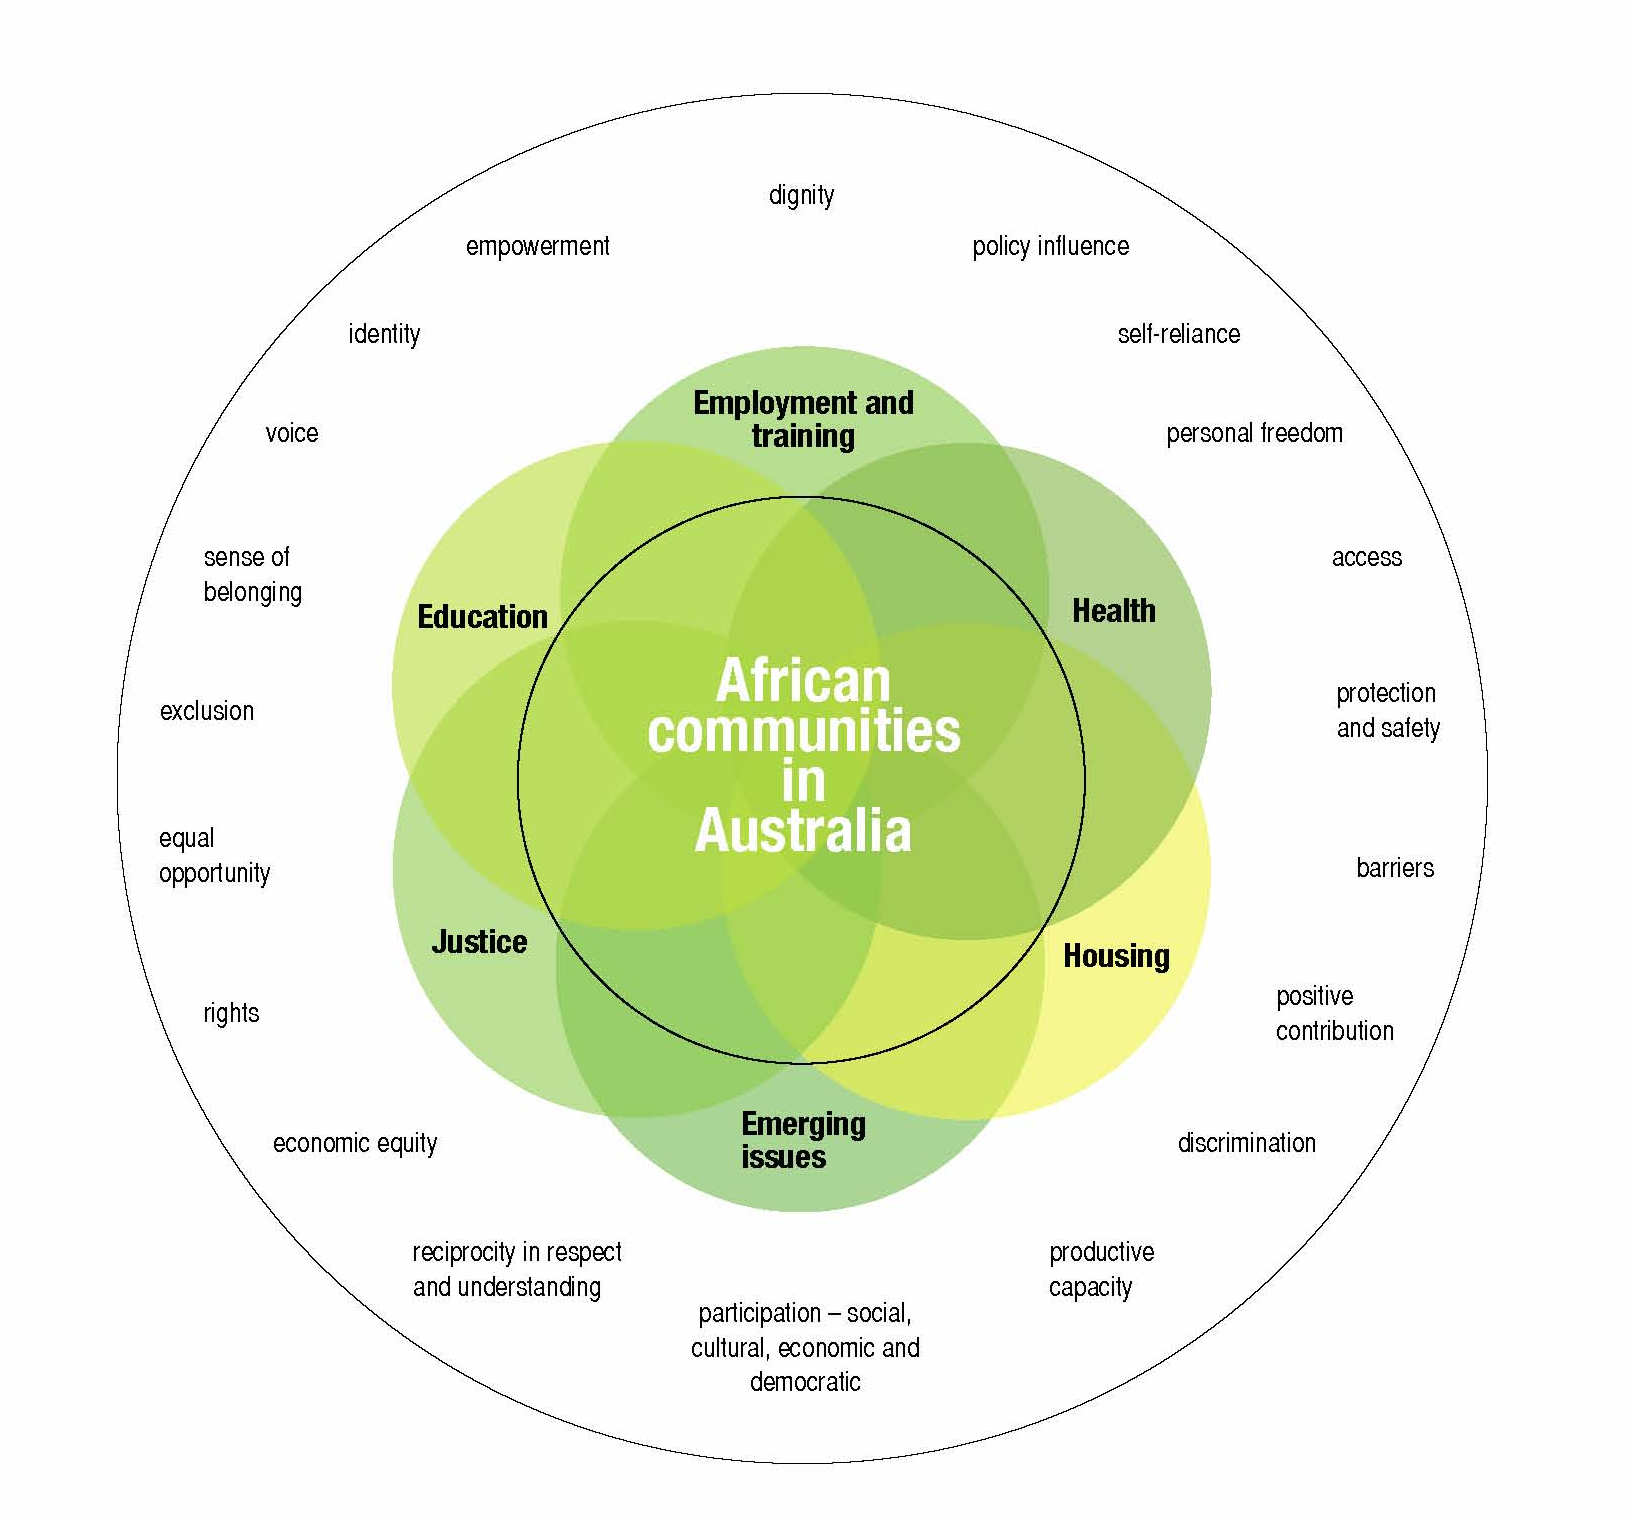 dignity
empowerment
policy influence
identity
self-reliance
Employment and
training
voice
personal freedom
sense of
belonging
access
Education
Health
African
communities
in
Australia
exclusion
protection
and safety
equal
opportunity
barriers
Justice
Housing
rights
positive
contribution
Emerging
issues
economic equity
discrimination
reciprocity in respect
and understanding
productive
capacity
participation – social,
cultural, economic and
democratic